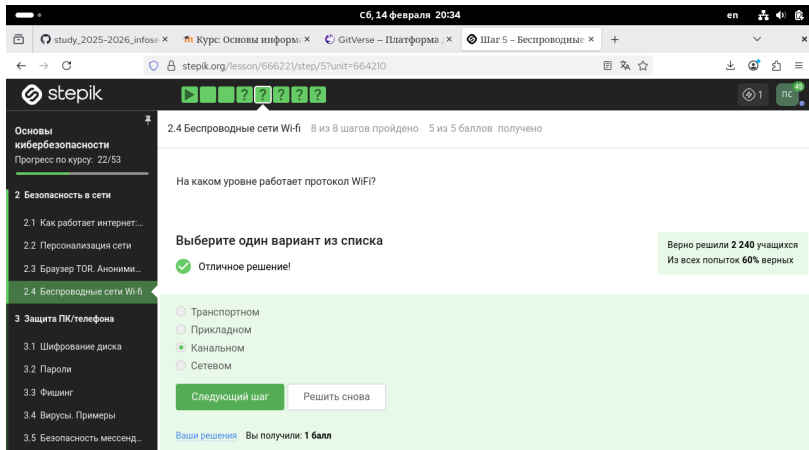 Сб, 14 февраля 20:34
en
study_2025-2026_infose
Курс: Основы информ
GitVerse – Платформа
Шаг 5 – Беспроводные
stepik.org/lesson/666221/step/5?unit=664210
stepik
? ? ? ? ?
1
ПС
45
Основы
кибербезопасности
Прогресс по курсу: 22/53
2.4 Беспроводные сети Wi-fi 8 из 8 шагов пройдено 5 из 5 баллов получено
2 Безопасность в сети
2.1 Как работает интернет:...
2.2 Персонализация сети
2.3 Браузер TOR. Аноними...
2.4 Беспроводные сети Wi-fi
3 Защита ПК/телефона
3.1 Шифрование диска
3.2 Пароли
3.3 Фишинг
3.4 Вирусы. Примеры
3.5 Безопасность мессенд...
На каком уровне работает протокол WiFi?
Выберите один вариант из списка
Отличное решение!
Верно решили 2 240 учащихся
Из всех попыток 60% верных
Транспортном
Прикладном
Канальном
Сетевом
Следующий шаг
Решить снова
Ваши решения Вы получили: 1 балл